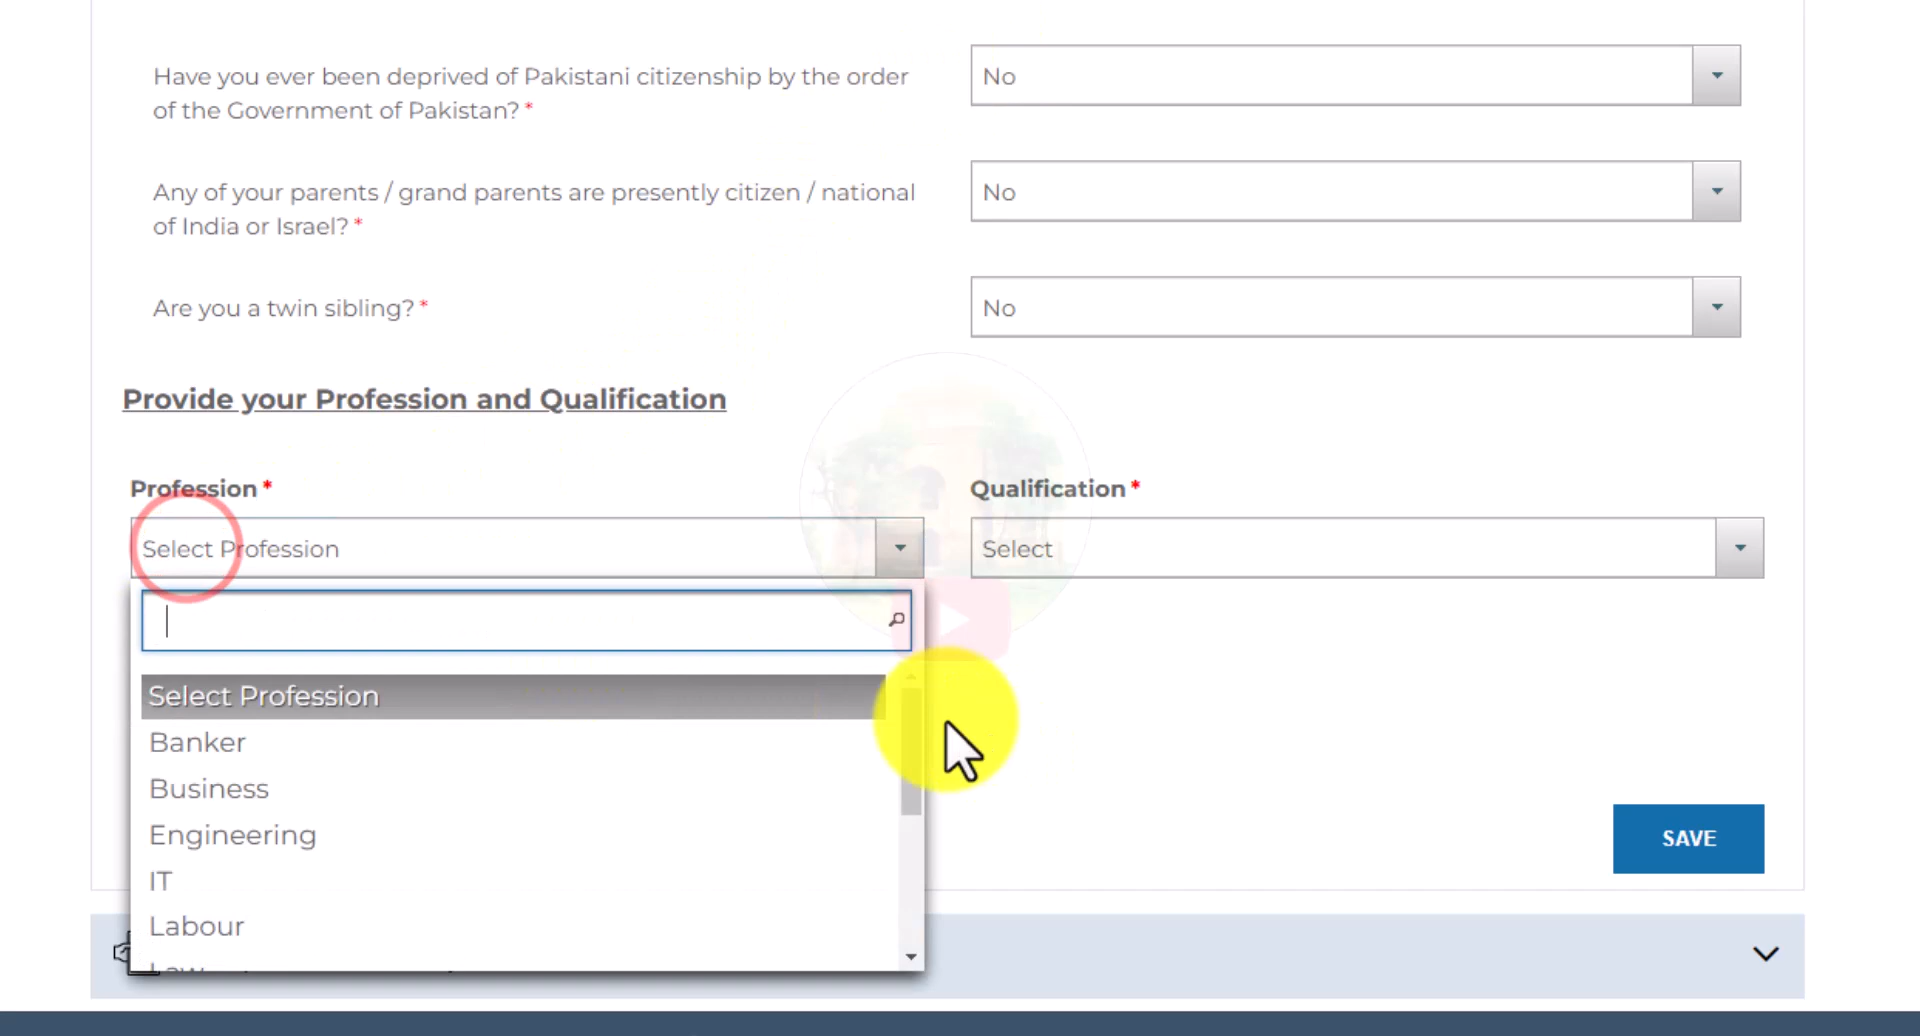 Have you ever been deprived of Pakistani citizenship by the order
of the Government of Pakistan? *
No
Any of your parents / grand parents are presently citizen / national
of India or Israel? *
No
Are you a twin sibling? *
No
Provide your Profession and Qualification
Profession *
Qualification *
Select Profession
Select
Select Profession
Banker
Business
Engineering
IT
Labour
Law
SAVE